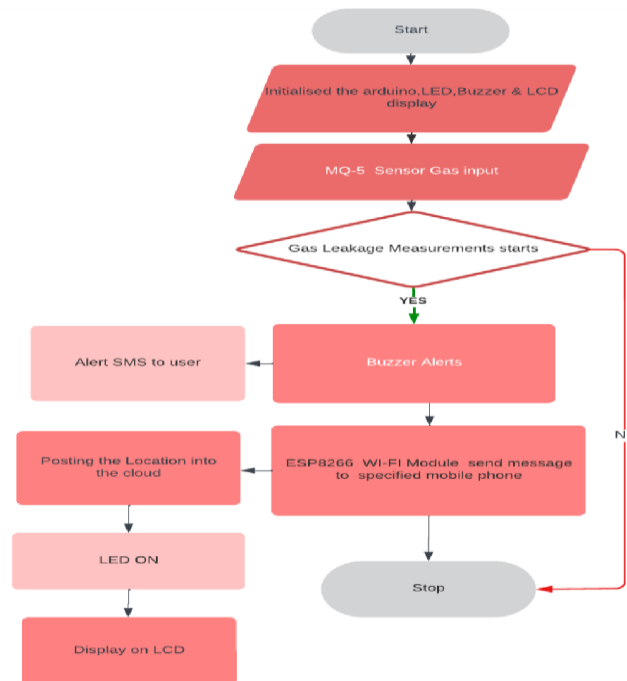 Start
Initialised the arduino,LED,Buzzer & LCD
display
MQ-5 Sensor Gas input
Gas Leakage Measurements starts
YES
Alert SMS to user
Buzzer Alerts
N
Posting the Location into
the cloud
ESP8266 WI-FI Module send message
to specified mobile phone
LED ON
Stop
Display on LCD